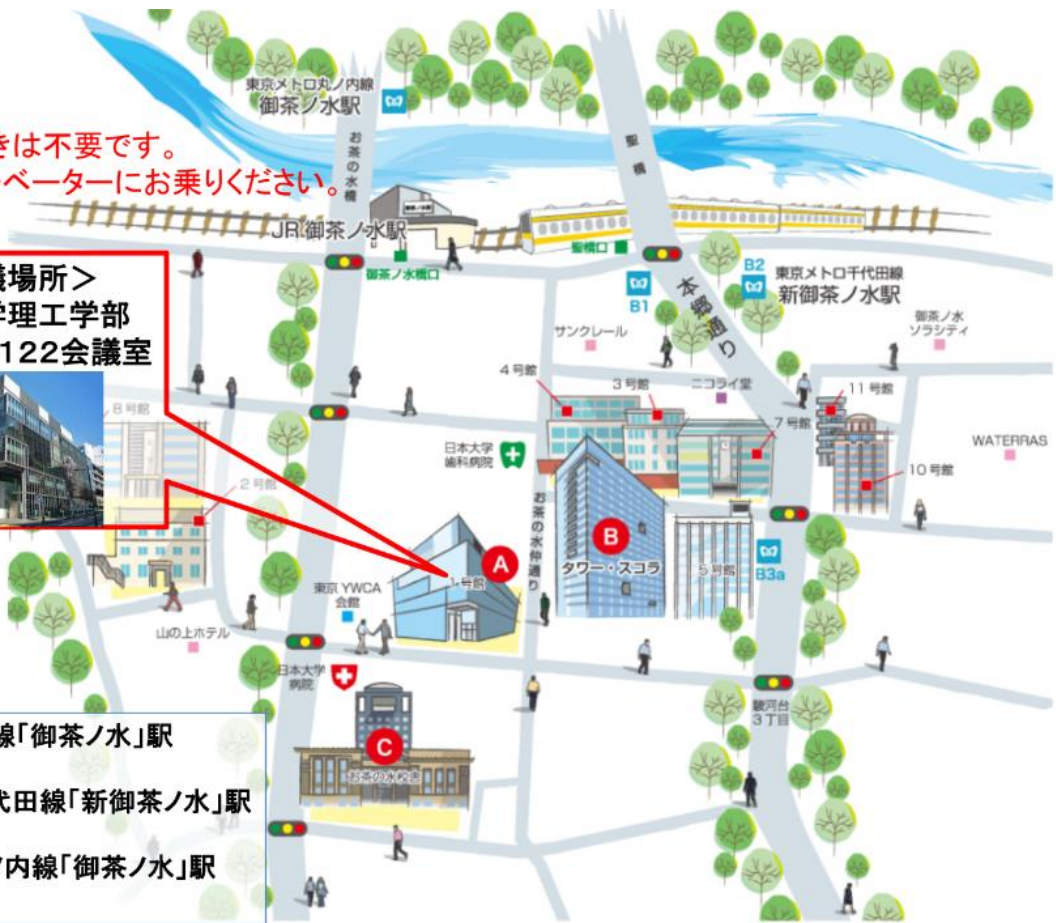 東京メトロ丸ノ内線
御茶ノ水駅
きは不要です。
ベーターにお乗りください。
お茶の水橋
聖橋
JR 御茶ノ水駅
御茶ノ水橋口
聖橋口
B1
B2
東京メトロ千代田線
新御茶ノ水駅
本郷通り
議場所＞
学理工学部
122会議室
サンクレール
御茶ノ水
ソラシティ
4号館
3号館
ニコライ堂
11号館
8号館
7号館
日本大学
歯科病院
WATERRAS
10号館
2号館
お茶の水仲通り
A
1号館
B
タワー・スコラ
5号館
B3a
東京YWCA
会館
山の上ホテル
日本大学
病院
駿河台
3丁目
C
お茶の水校舎
線「御茶ノ水」駅
代田線「新御茶ノ水」駅
内線「御茶ノ水」駅